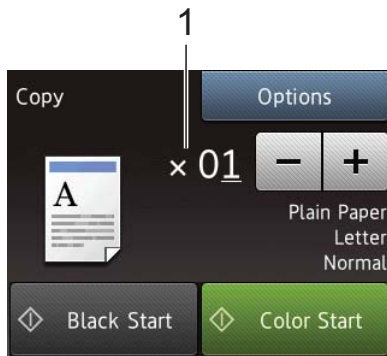 1
Copy
Options
× 01
− +
A
Plain Paper
Letter
Normal
Black Start
Color Start